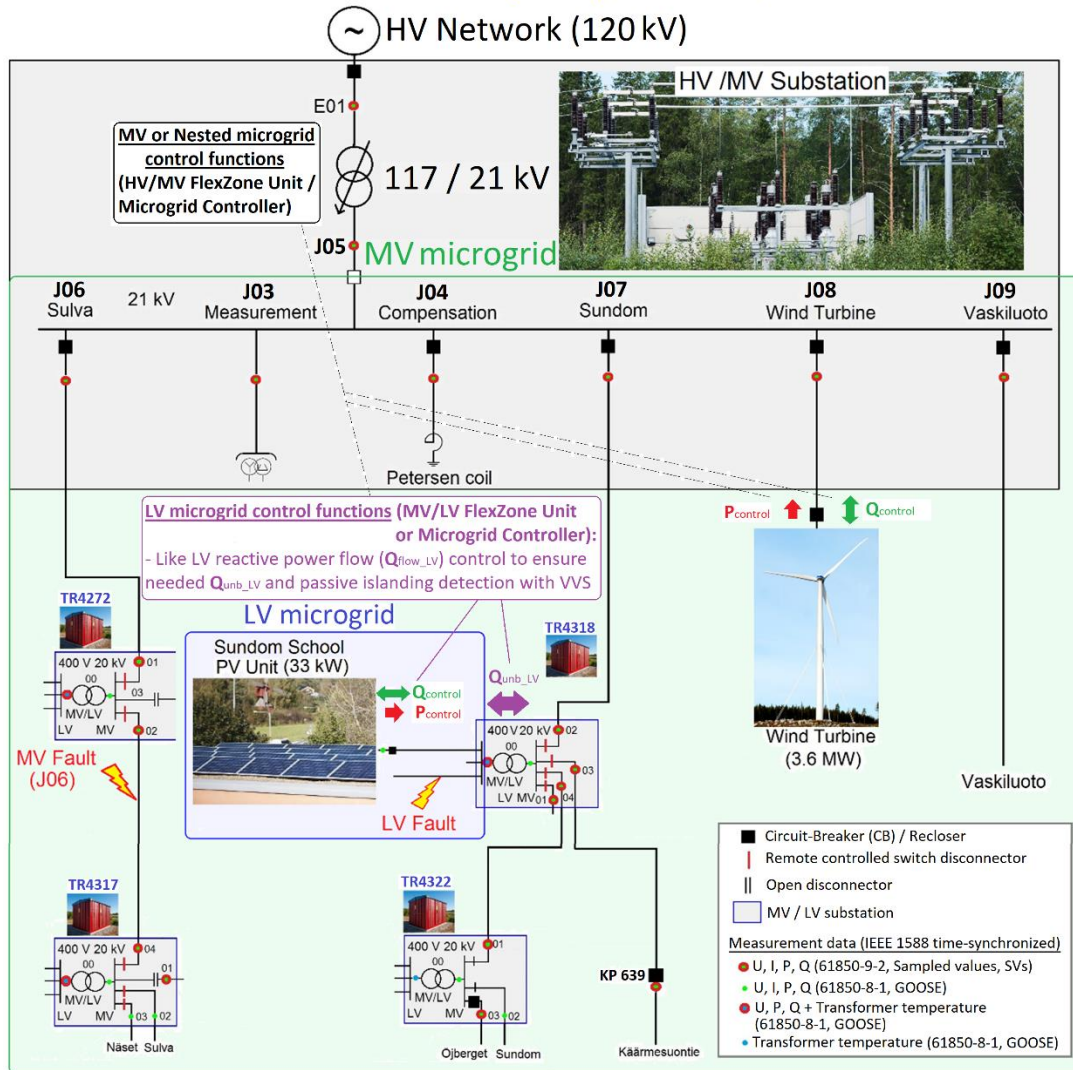 HV Network (120 kV)
HV /MV Substation
E01
MV or Nested microgrid
control functions
(HV/MV FlexZone Unit /
Microgrid Controller)
117 / 21 kV
J05
MV microgrid
J06
Sulva
21 kV
J03
Measurement
J04
Compensation
J07
Sundom
J08
Wind Turbine
J09
Vaskiluoto
Petersen coil
LV microgrid control functions (MV/LV FlexZone Unit
or Microgrid Controller):
- Like LV reactive power flow (Qflow_LV) control to ensure
needed Qunb_LV and passive islanding detection with VVS
Pcontrol
Qcontrol
LV microgrid
TR4272
400 V 20 kV 01
00
03
MV/LV
LV MV 02
MV Fault
(J06)
Sundom School
PV Unit (33 kW)
Qcontrol
Pcontrol
Qunb_LV
TR4318
400 V 20 kV 02
00
03
MV/LV
LV MV 01 04
LV Fault
Wind Turbine
(3.6 MW)
Vaskiluoto
TR4317
400 V 20 kV 04
00
01
MV/LV
LV MV 03 02
Näset Sulva
TR4322
400 V 20 kV 01
00
MV/LV
LV MV 03 02
Öjberget Sundom
KP 639
Käärmesuontie
Circuit-Breaker (CB) / Recloser
Remote controlled switch disconnector
Open disconnector
MV / LV substation
Measurement data (IEEE 1588 time-synchronized)
U, I, P, Q (61850-9-2, Sampled values, SVs)
U, I, P, Q (61850-8-1, GOOSE)
U, P, Q + Transformer temperature
(61850-8-1, GOOSE)
Transformer temperature (61850-8-1, GOOSE)